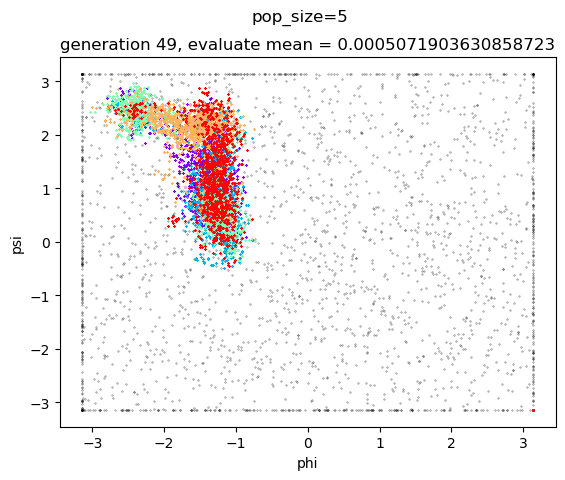 pop_size=5
generation 49, evaluate mean = 0.0005071903630858723
3
2
1
0
−1
−2
−3
psi
−3 −2 −1 0 1 2 3
phi